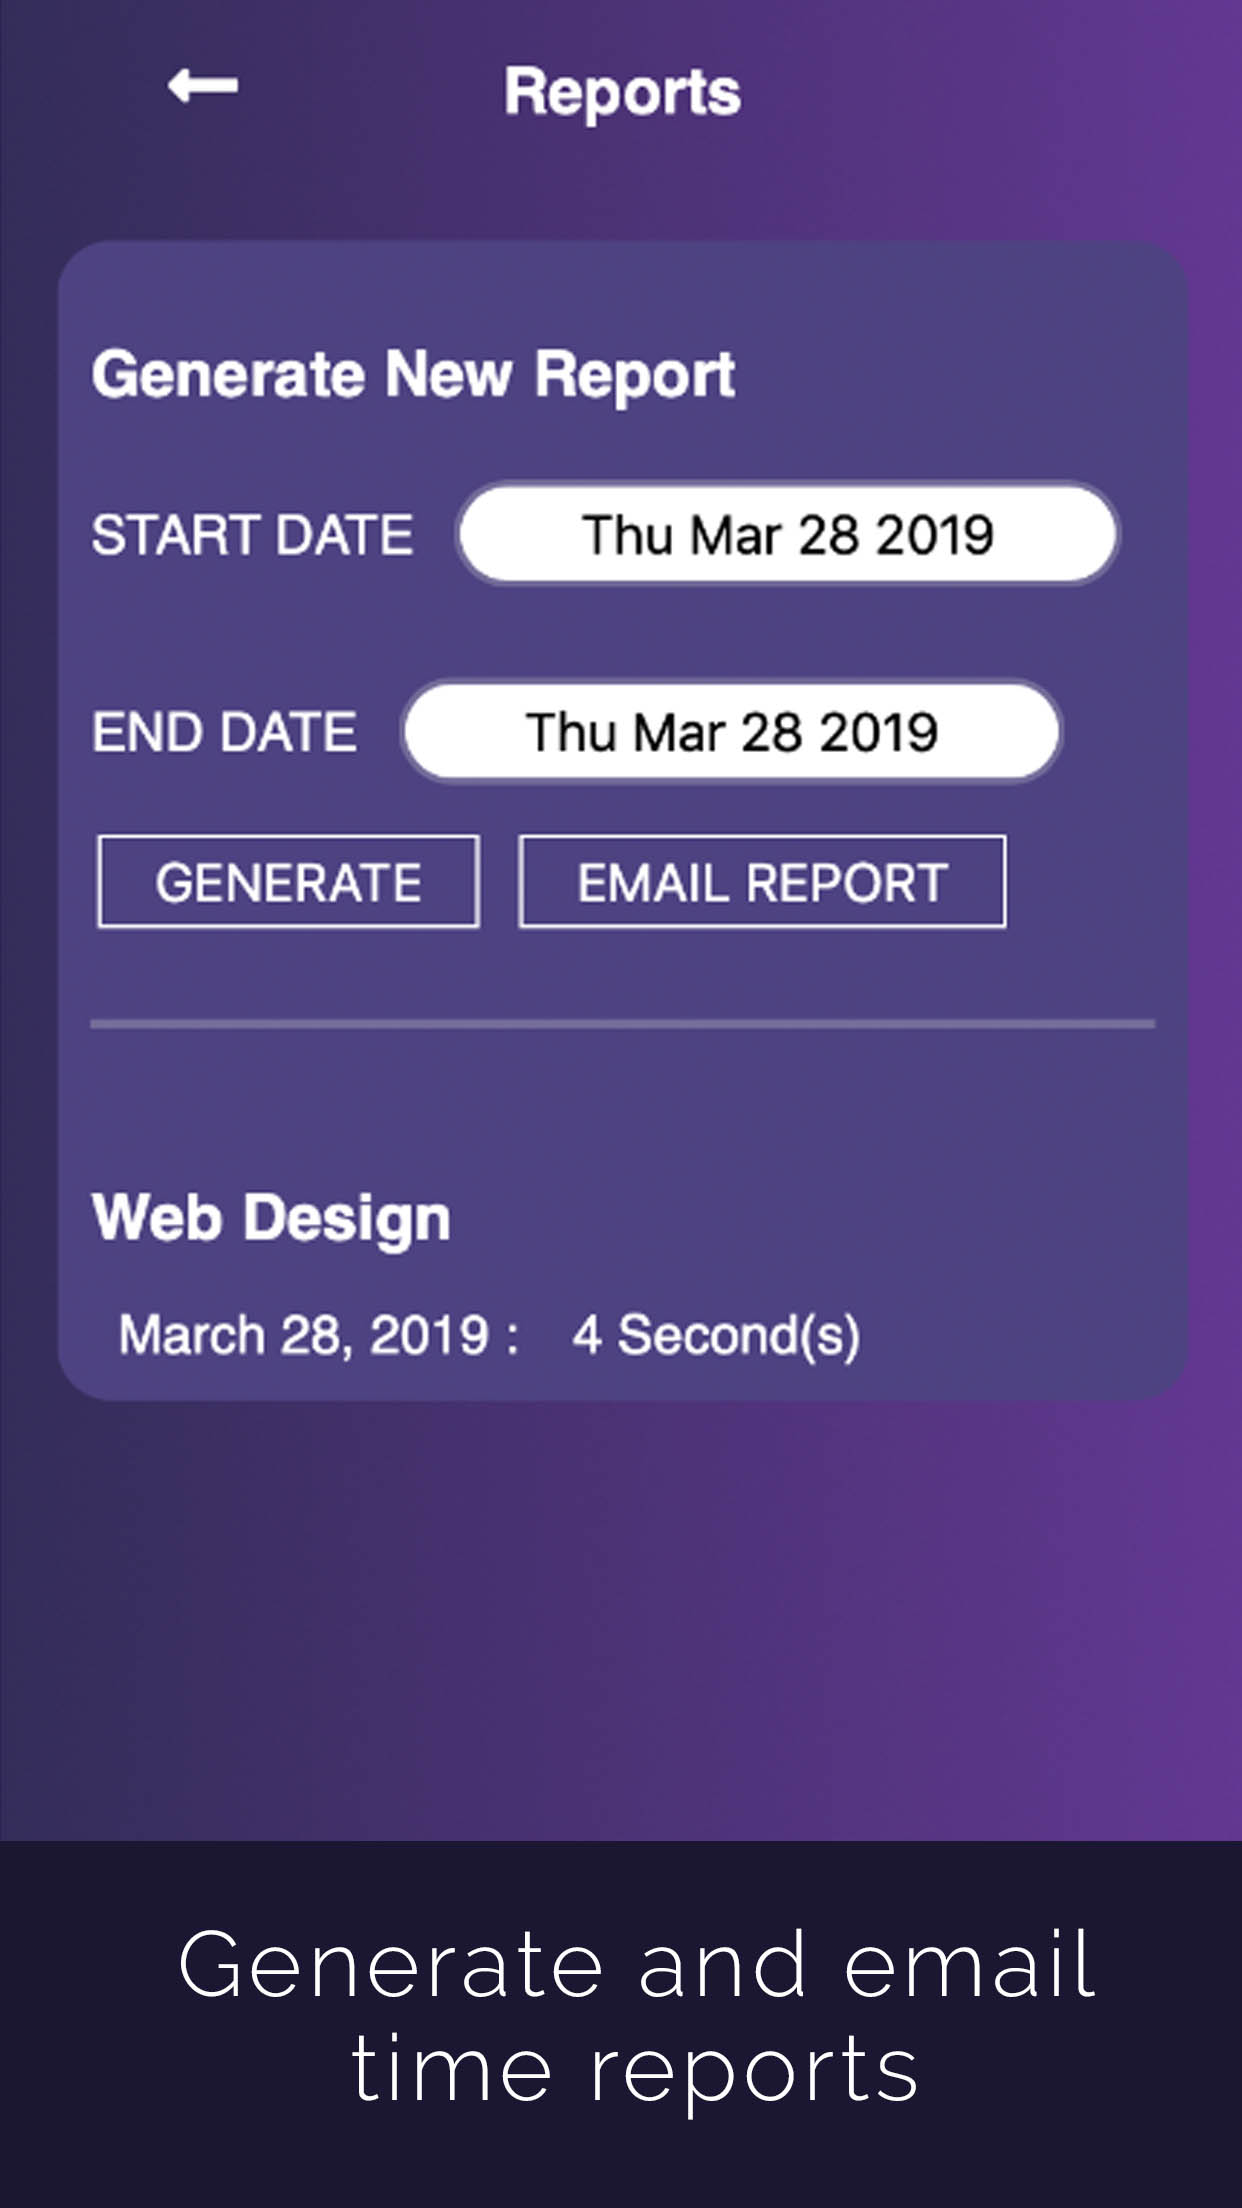 Reports
Generate New Report
START DATE Thu Mar 28 2019
END DATE Thu Mar 28 2019
GENERATE EMAIL REPORT
Web Design
March 28, 2019 : 4 Second(s)
Generate and email
time reports